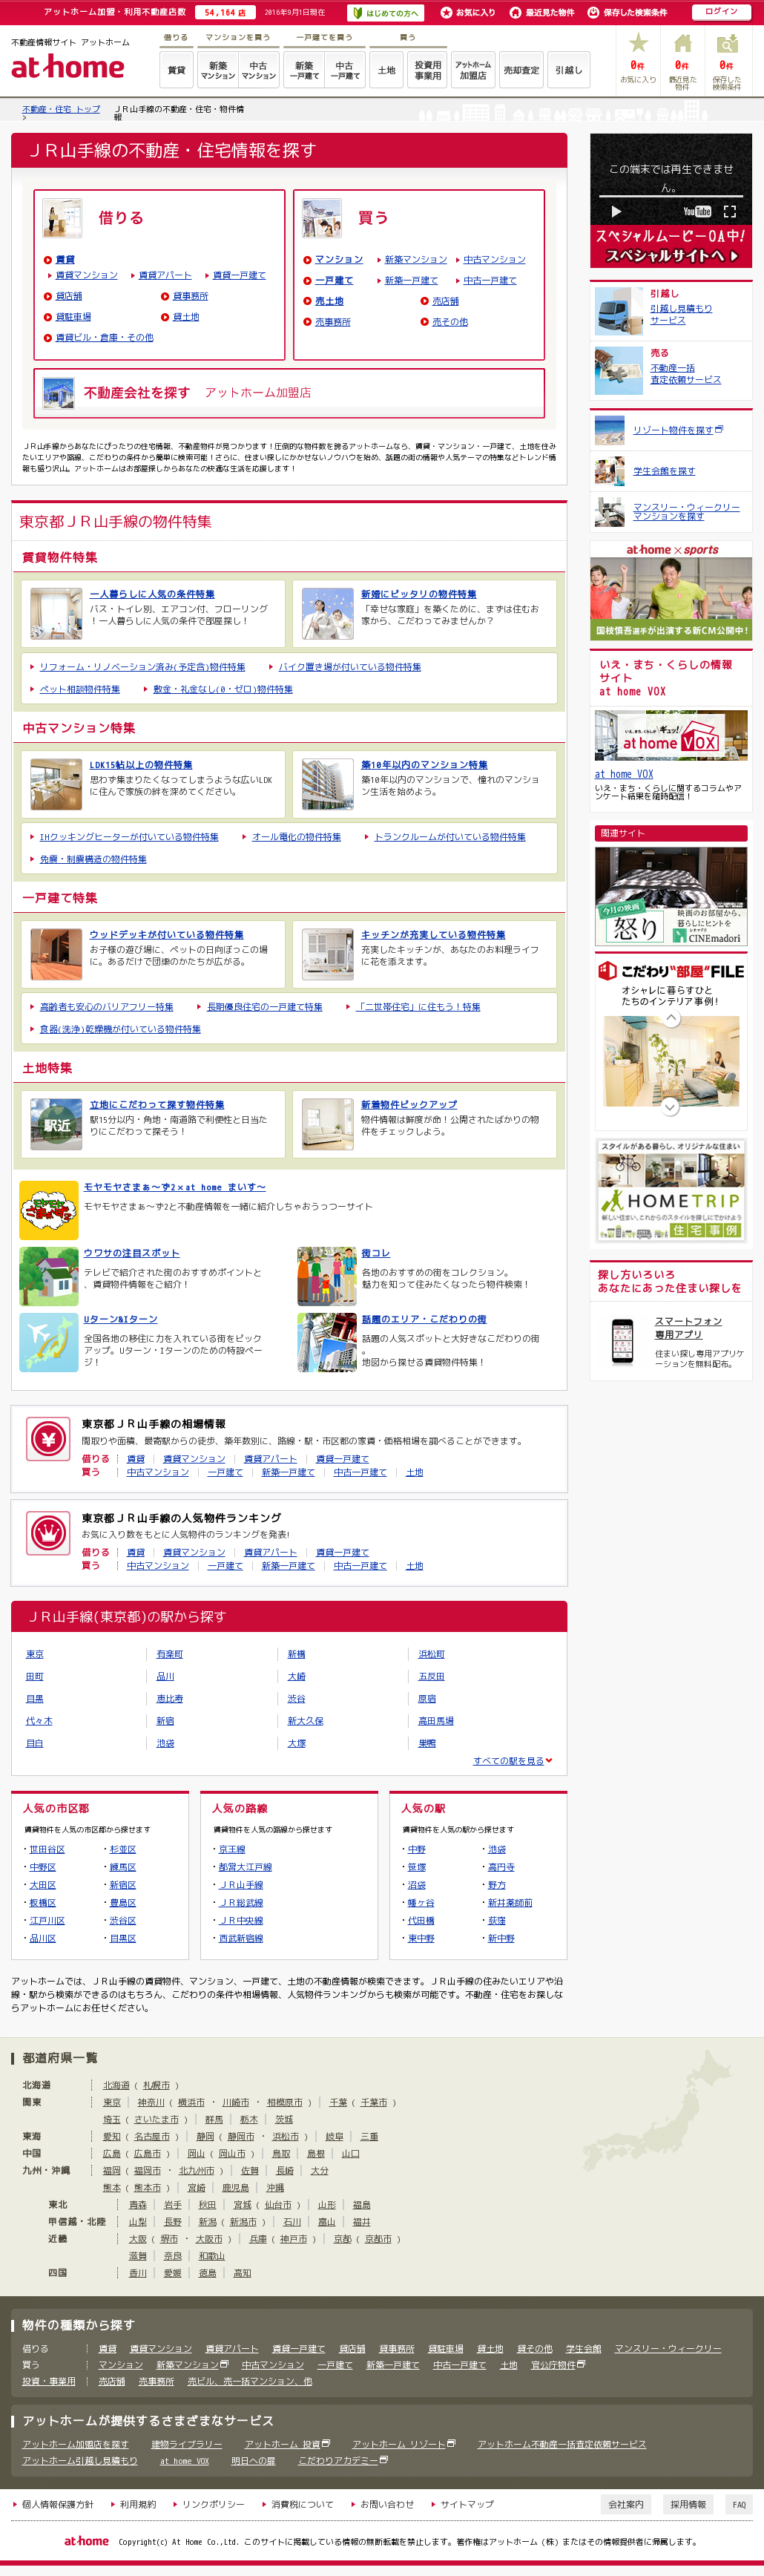 アットホーム加盟・利用不動産店数 54,164 店 2016年9月1日現在 はじめての方へ お気に入り 最近見た物件 保存した検索条件 ログイン
不動産情報サイト アットホーム
at home
借りる マンションを買う 一戸建てを買う 買う
賃貸 新築マンション 中古マンション 新築一戸建て 中古一戸建て 土地 投資用事業用 アットホーム加盟店 売却査定 引越し
0件 お気に入り 0件 最近見た物件 0件 保存した検索条件
不動産・住宅 トップ > ＪＲ山手線の不動産・住宅・物件情報
ＪＲ山手線の不動産・住宅情報を探す
借りる
賃貸
賃貸マンション 賃貸アパート 賃貸一戸建て
貸店舗 貸事務所
貸駐車場 貸土地
賃貸ビル・倉庫・その他
買う
マンション 新築マンション 中古マンション
一戸建て 新築一戸建て 中古一戸建て
売土地 売店舗
売事務所 売その他
不動産会社を探す アットホーム加盟店
ＪＲ山手線からあなたにぴったりの住宅情報、不動産物件が見つかります！圧倒的な物件数を誇るアットホームなら、賃貸・マンション・一戸建て、土地を住み
たいエリアや路線、こだわりの条件から簡単に検索可能！さらに、住まい探しにかかせないノウハウを始め、話題の街の情報や人気テーマの特集などトレンド情
報も盛り沢山。アットホームはお部屋探しからあなたの快適な生活を応援します！
東京都ＪＲ山手線の物件特集
賃貸物件特集
一人暮らしに人気の条件特集
バス・トイレ別、エアコン付、フローリング
！一人暮らしに人気の条件で部屋探し！
新婚にピッタリの物件特集
「幸せな家庭」を築くために、まずは住むお
家から、こだわってみませんか？
リフォーム・リノベーション済み(予定含)物件特集 バイク置き場が付いている物件特集
ペット相談物件特集 敷金・礼金なし(0・ゼロ)物件特集
中古マンション特集
LDK15帖以上の物件特集
思わず集まりたくなってしまうような広いLDK
に住んで家族の絆を深めてください。
築10年以内のマンション特集
築10年以内のマンションで、憧れのマンショ
ン生活を始めよう。
IHクッキングヒーターが付いている物件特集 オール電化の物件特集 トランクルームが付いている物件特集
免震・制震構造の物件特集
一戸建て特集
ウッドデッキが付いている物件特集
お子様の遊び場に、ペットの日向ぼっこの場
に。あるだけで団欒のかたちが広がる。
キッチンが充実している物件特集
充実したキッチンが、あなたのお料理ライフ
に花を添えます。
高齢者も安心のバリアフリー特集 長期優良住宅の一戸建て特集 「二世帯住宅」に住もう！特集
食器(洗浄)乾燥機が付いている物件特集
土地特集
駅近
立地にこだわって探す物件特集
駅15分以内・角地・南道路で利便性と日当た
りにこだわって探そう！
新着物件ピックアップ
物件情報は鮮度が命！公開されたばかりの物
件をチェックしよう。
モヤモヤさまぁ～ず2×at home まいす～
モヤモヤさまぁ～ず2と不動産情報を一緒に紹介しちゃおうっつーサイト
ウワサの注目スポット
テレビで紹介された街のおすすめポイントと
、賃貸物件情報をご紹介！
街コレ
各地のおすすめの街をコレクション。
魅力を知って住みたくなったら物件検索！
Uターン&Iターン
全国各地の移住に力を入れている街をピック
アップ。Uターン・Iターンのための特設ペー
ジ！
話題のエリア・こだわりの街
話題の人気スポットと大好きなこだわりの街
。
地図から探せる賃貸物件特集！
東京都ＪＲ山手線の相場情報
間取りや面積、最寄駅からの徒歩、築年数別に、路線・駅・市区郡の家賃・価格相場を調べることができます。
借りる 賃貸 賃貸マンション 賃貸アパート 賃貸一戸建て
買う 中古マンション 一戸建て 新築一戸建て 中古一戸建て 土地
東京都ＪＲ山手線の人気物件ランキング
お気に入り数をもとに人気物件のランキングを発表!
借りる 賃貸 賃貸マンション 賃貸アパート 賃貸一戸建て
買う 中古マンション 一戸建て 新築一戸建て 中古一戸建て 土地
ＪＲ山手線(東京都)の駅から探す
東京 有楽町 新橋 浜松町
田町 品川 大崎 五反田
目黒 恵比寿 渋谷 原宿
代々木 新宿 新大久保 高田馬場
目白 池袋 大塚 巣鴨
すべての駅を見る
人気の市区郡
賃貸物件を人気の市区郡から探せます
・世田谷区 ・杉並区
・中野区 ・練馬区
・大田区 ・新宿区
・板橋区 ・豊島区
・江戸川区 ・渋谷区
・品川区 ・目黒区
人気の路線
賃貸物件を人気の路線から探せます
・京王線
・都営大江戸線
・ＪＲ山手線
・ＪＲ総武線
・ＪＲ中央線
・西武新宿線
人気の駅
賃貸物件を人気の駅から探せます
・中野 ・池袋
・笹塚 ・高円寺
・沼袋 ・野方
・幡ヶ谷 ・新井薬師前
・代田橋 ・荻窪
・東中野 ・新中野
アットホームでは、ＪＲ山手線の賃貸物件、マンション、一戸建て、土地の不動産情報が検索できます。ＪＲ山手線の住みたいエリアや沿
線・駅から検索ができるのはもちろん、こだわりの条件や相場情報、人気物件ランキングからも検索が可能です。不動産・住宅をお探しな
らアットホームにお任せください。
この端末では再生できません。
YouTube
スペシャルムービーOA中!
スペシャルサイトへ
引越し
引越し見積もり
サービス
売る
不動産一括
査定依頼サービス
リゾート物件を探す
学生会館を探す
マンスリー・ウィークリー
マンションを探す
at home × sports
国枝慎吾選手が出演する新CM公開中！
いえ・まち・くらしの情報
サイト
at home VOX
いえ、まち、くらしに ギュッ!
at home VOX
at home VOX
いえ・まち・くらしに関するコラムやア
ンケート結果を随時配信！
関連サイト
今月の映画
怒り
映画のお部屋から、
暮らしにヒントを
シネマドリ
CINEmadori
こだわり“部屋”FILE
オシャレに暮らすひと
たちのインテリア事例！
スタイルがある暮らし、オリジナルな住まい
HOMETRIP
新しい住まい、これからのスタイルを探しにでかけよう
住宅事例
探し方いろいろ
あなたにあった住まい探しを
スマートフォン
専用アプリ
住まい探し専用アプリケ
ーションを無料配布。
都道府県一覧
北海道 北海道 ( 札幌市 )
関東 東京 神奈川 ( 横浜市 ・ 川崎市 ・ 相模原市 ) 千葉 ( 千葉市 )
埼玉 ( さいたま市 ) 群馬 栃木 茨城
東海 愛知 ( 名古屋市 ) 静岡 ( 静岡市 ・ 浜松市 ) 岐阜 三重
中国 広島 ( 広島市 ) 岡山 ( 岡山市 ) 鳥取 島根 山口
九州・沖縄 福岡 ( 福岡市 ・ 北九州市 ) 佐賀 長崎 大分
熊本 ( 熊本市 ) 宮崎 鹿児島 沖縄
東北 青森 岩手 秋田 宮城 ( 仙台市 ) 山形 福島
甲信越・北陸 山梨 長野 新潟 ( 新潟市 ) 石川 富山 福井
近畿 大阪 ( 堺市 ・ 大阪市 ) 兵庫 ( 神戸市 ) 京都 ( 京都市 )
滋賀 奈良 和歌山
四国 香川 愛媛 徳島 高知
物件の種類から探す
借りる 賃貸 賃貸マンション 賃貸アパート 賃貸一戸建て 貸店舗 貸事務所 貸駐車場 貸土地 貸その他 学生会館 マンスリー・ウィークリー
買う マンション 新築マンション 中古マンション 一戸建て 新築一戸建て 中古一戸建て 土地 官公庁物件
投資・事業用 売店舗 売事務所 売ビル、売一括マンション、他
アットホームが提供するさまざまなサービス
アットホーム加盟店を探す 建物ライブラリー アットホーム 投資 アットホーム リゾート アットホーム不動産一括査定依頼サービス
アットホーム引越し見積もり at home VOX 明日への扉 こだわりアカデミー
個人情報保護方針 利用規約 リンクポリシー 消費税について お問い合わせ サイトマップ 会社案内 採用情報 FAQ
at home Copyright(c) At Home Co.,Ltd. このサイトに掲載している情報の無断転載を禁止します。著作権はアットホーム（株）またはその情報提供者に帰属します。